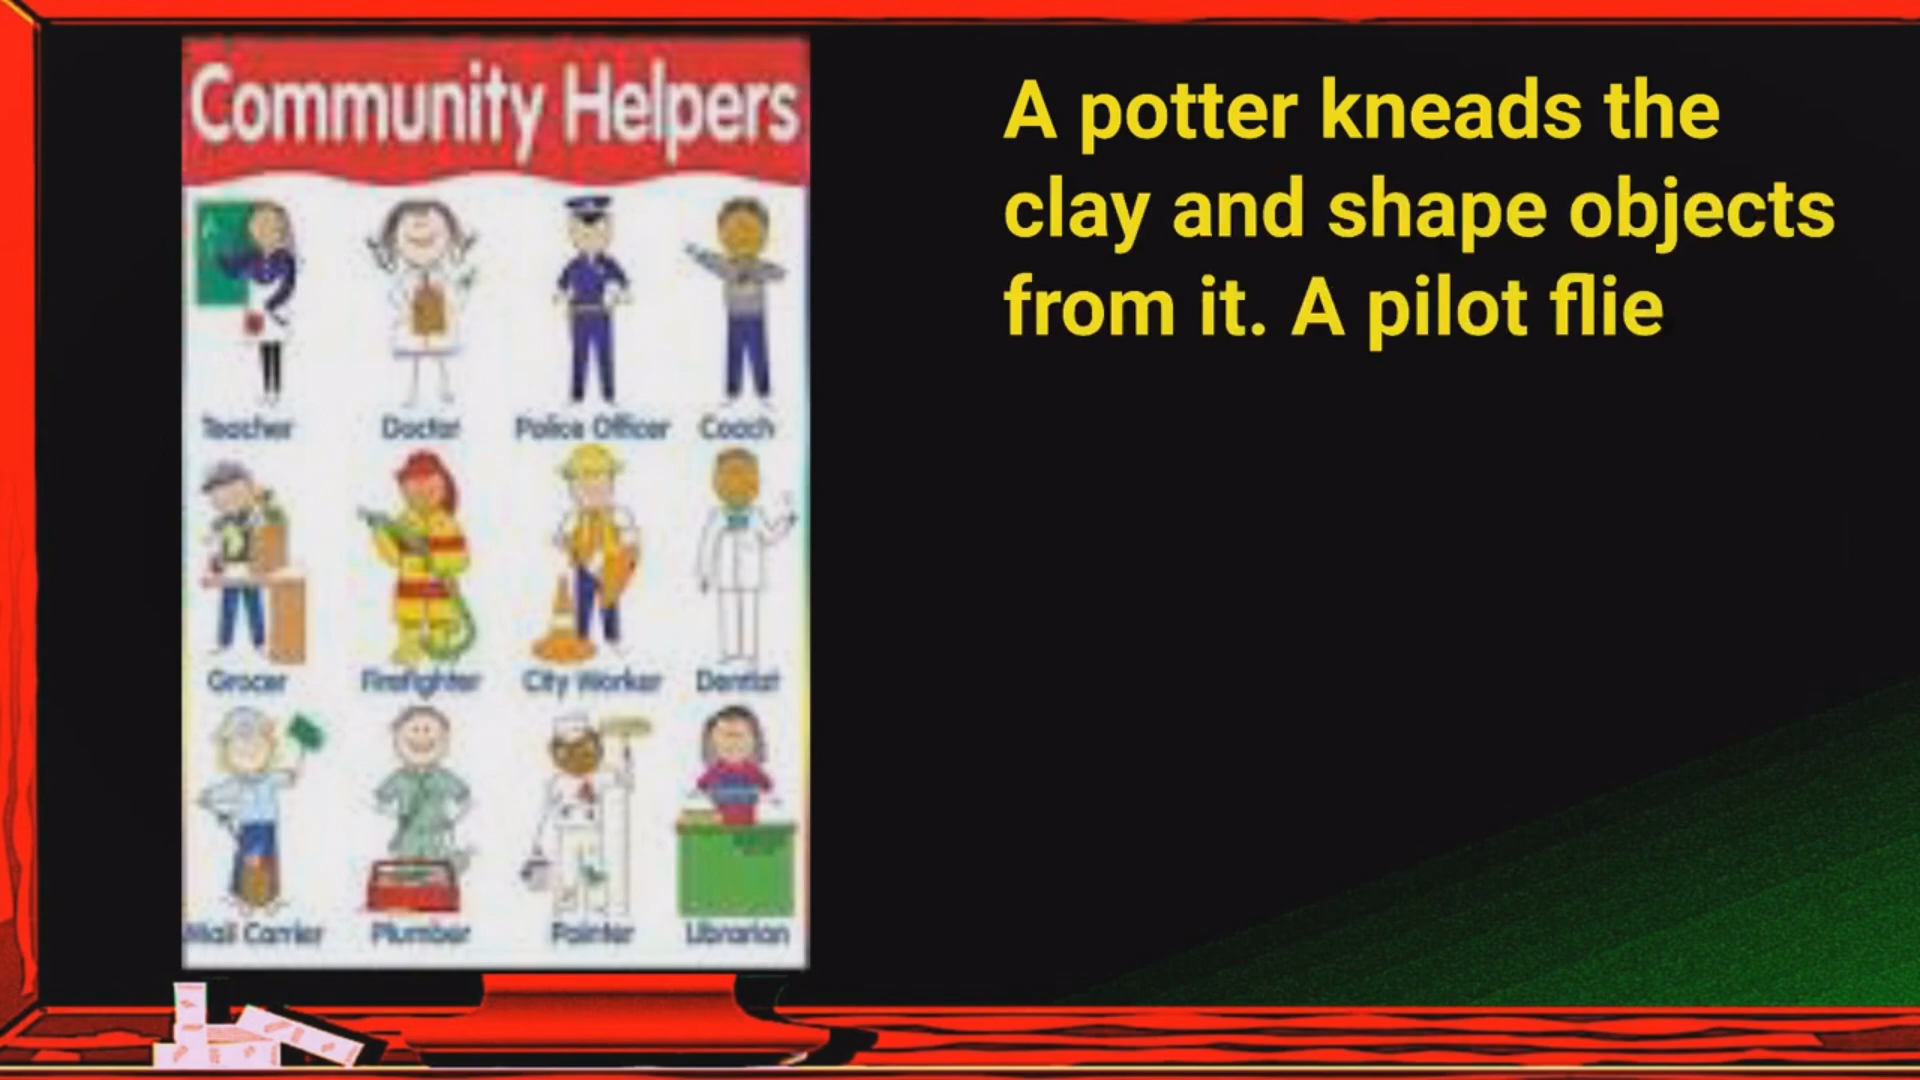 Community Helpers
Teacher Doctor Police Officer Coach
Grocer Firefighter City Worker Dentist
Mail Carrier Plumber Painter Librarian
A potter kneads the
clay and shape objects
from it. A pilot flie